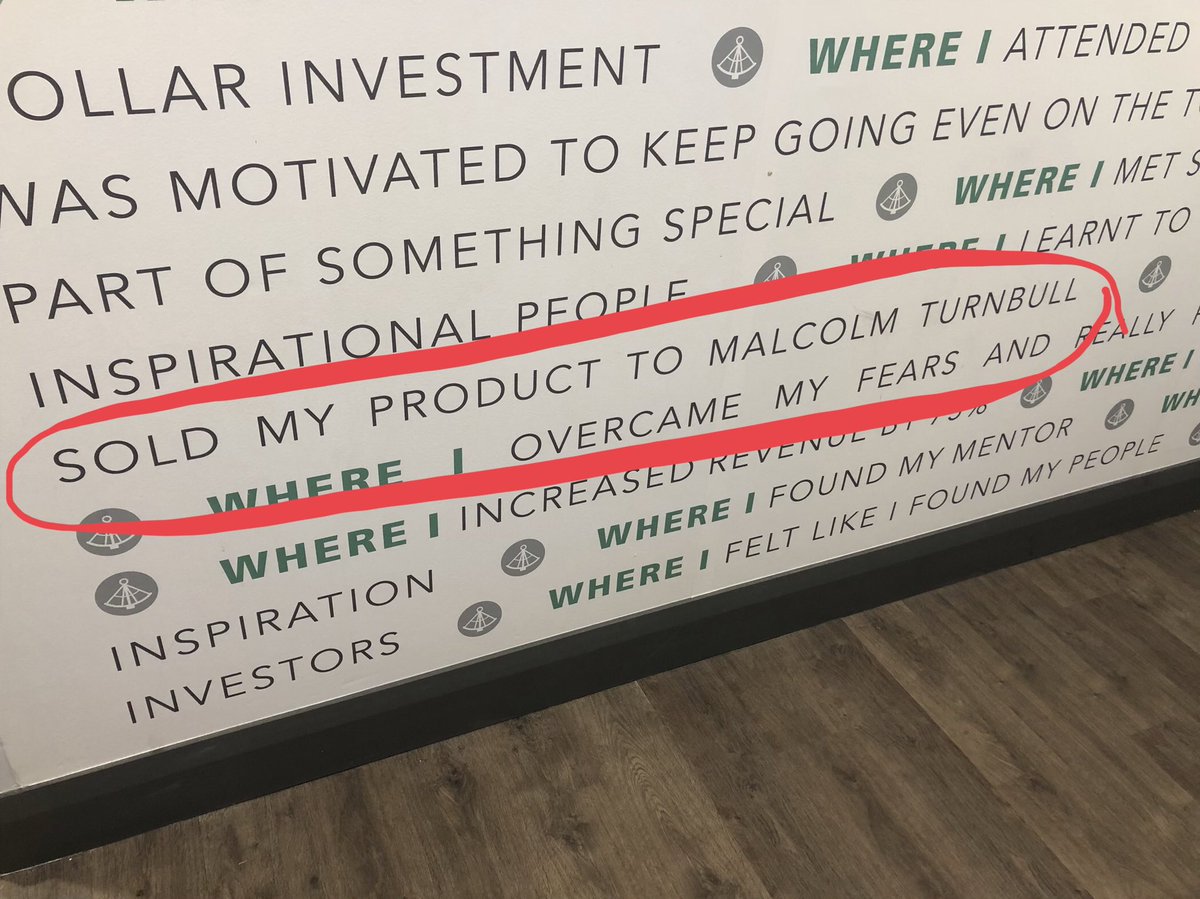 OLLAR INVESTMENT WHERE I ATTENDED
WAS MOTIVATED TO KEEP GOING EVEN ON THE T
PART OF SOMETHING SPECIAL WHERE I MET S
INSPIRATIONAL PEOPLE WHERE I LEARNT TO
SOLD MY PRODUCT TO MALCOLM TURNBULL
WHERE I OVERCAME MY FEARS AND REALLY
WHERE I INCREASED REVENUE BY 75% WHERE I
INSPIRATION WHERE I FOUND MY MENTOR WH
INVESTORS WHERE I FELT LIKE I FOUND MY PEOPLE